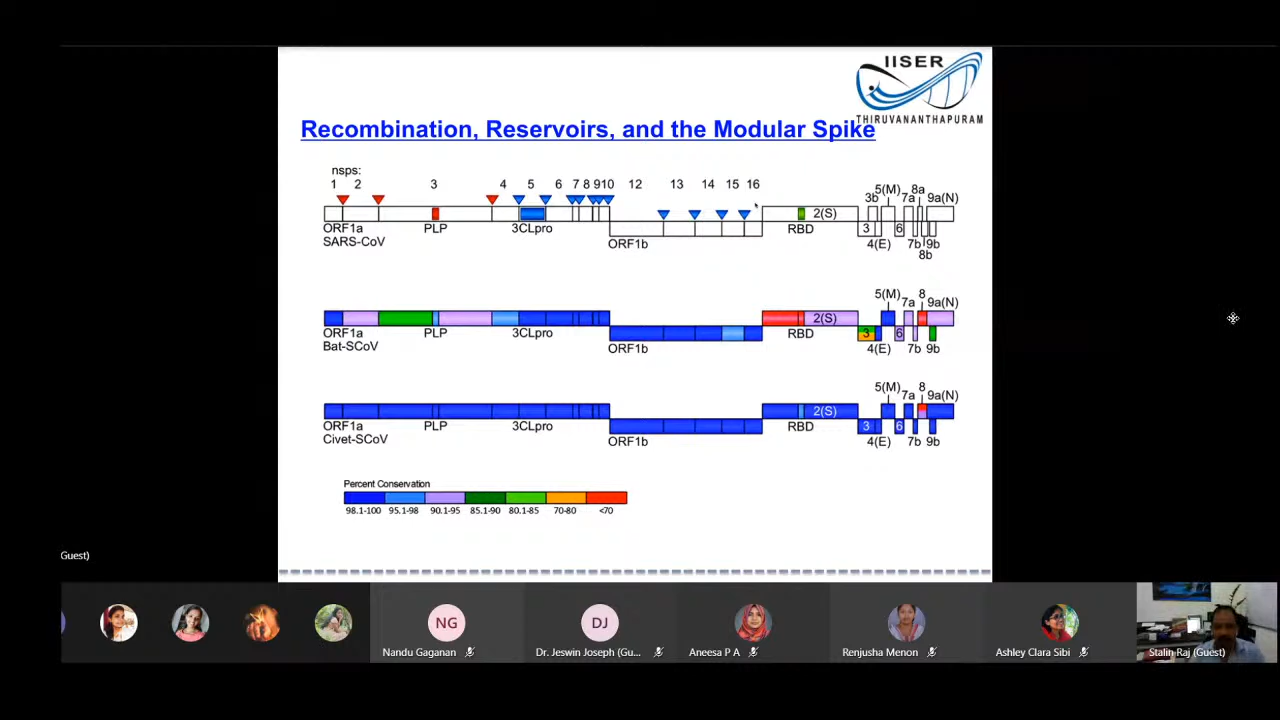 IISER
THIRUVANANTHAPURAM
Recombination, Reservoirs, and the Modular Spike
nsps:
1 2 3 4 5 6 7 8 9 10 12 13 14 15 16
3b 5(M) 7a 8a 9a(N)
2(S)
3 6
ORF1a PLP 3CLpro ORF1b RBD 4(E) 7b 9b
SARS-CoV
8b
5(M) 7a 8 9a(N)
2(S)
3 6
ORF1a PLP 3CLpro ORF1b RBD 4(E) 7b 9b
Bat-SCoV
5(M) 7a 8 9a(N)
2(S)
3 6
ORF1a PLP 3CLpro ORF1b RBD 4(E) 7b 9b
Civet-SCoV
Percent Conservation
98.1-100 95.1-98 90.1-95 85.1-90 80.1-85 70-80 <70
Guest)
NG DJ
Nandu Gaganan Dr. Jeswin Joseph (Gu... Aneesa P A Renjusha Menon Ashley Clara Sibi Stalin Raj (Guest)